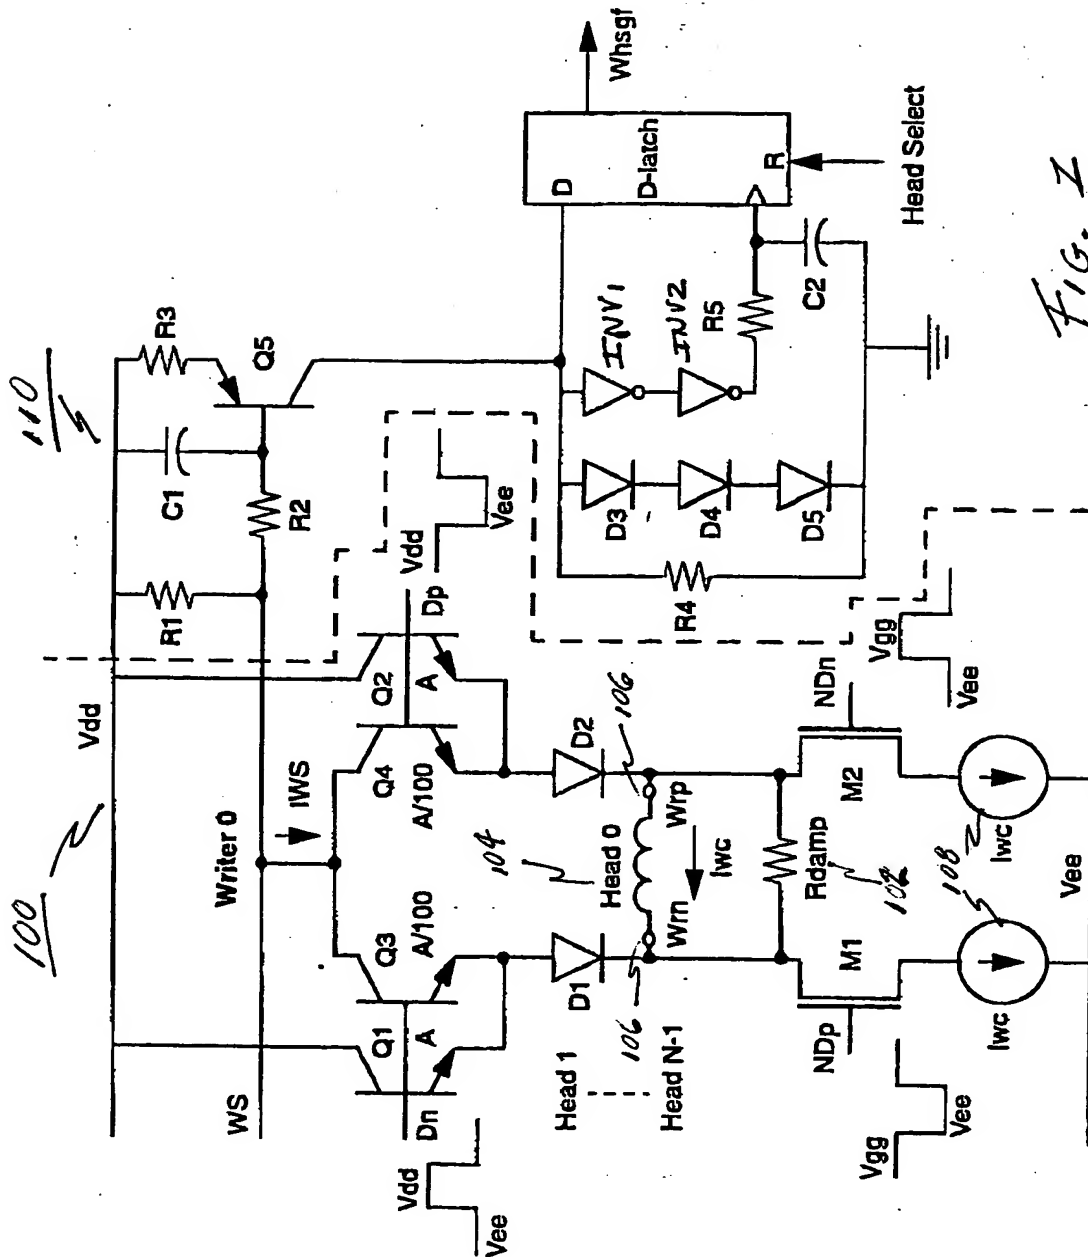 100
110
Vdd
WS
Writer 0
IWS
R1
C1
R3
R2
Q5
Q1
A
Q3
A/100
Q4
A/100
Q2
A
Dn
Vdd
Vee
Dp
Vdd
Vee
D1
D2
104
Head 0
106
106
Wrn
Wrp
Iwc
Head 1
Head N-1
Rdamp
102
M1
M2
NDp
NDn
Vgg
Vee
Vgg
Vee
Iwc
Iwc
108
Vee
R4
D3
D4
D5
INV1
INV2
R5
C2
D
D-latch
R
Whsgf
Head Select
FIG. 1